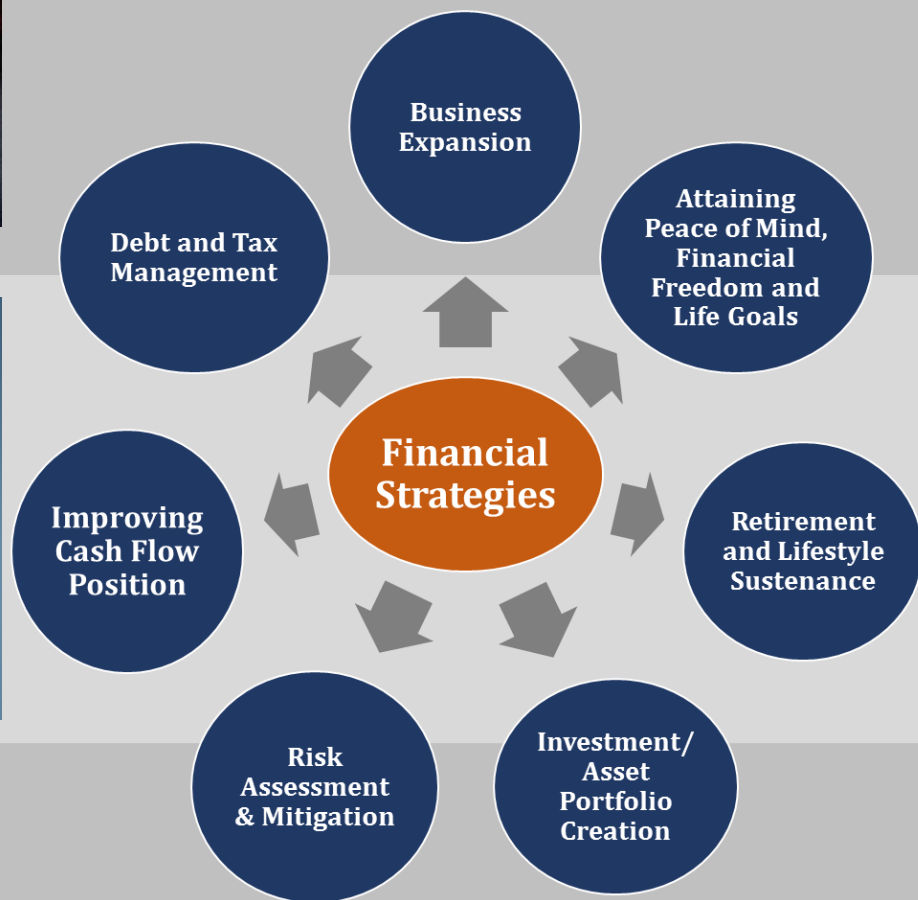 Business
Expansion
Attaining
Peace of Mind,
Financial
Freedom and
Life Goals
Debt and Tax
Management
Financial
Strategies
Improving
Cash Flow
Position
Retirement
and Lifestyle
Sustenance
Risk
Assessment
& Mitigation
Investment/
Asset
Portfolio
Creation